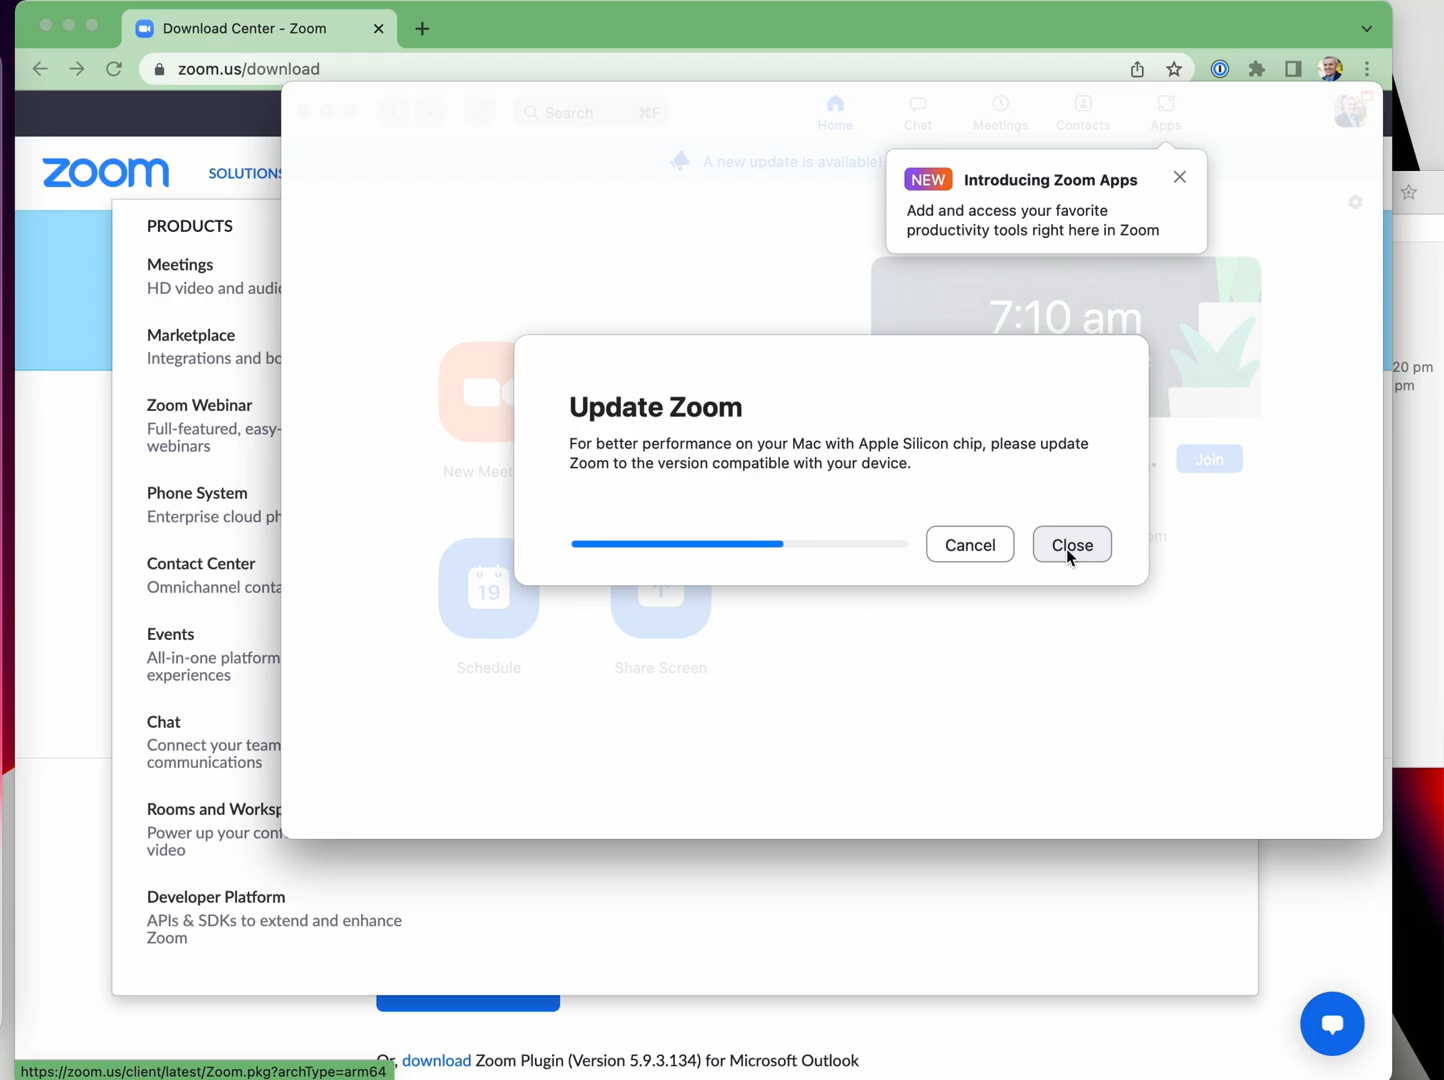 Download Center - Zoom
zoom.us/download
zoom
SOLUTIONS
PRODUCTS
Meetings
HD video and audio
Marketplace
Integrations and bo
Zoom Webinar
Full-featured, easy-
webinars
Phone System
Enterprise cloud ph
Contact Center
Omnichannel conta
Events
All-in-one platform
experiences
Chat
Connect your team
communications
Rooms and Worksp
Power up your conf
video
Developer Platform
APIs & SDKs to extend and enhance
Zoom
Search ⌘F
Home
Chat
Meetings
Contacts
Apps
A new update is available!
NEW Introducing Zoom Apps
Add and access your favorite
productivity tools right here in Zoom
7:10 am
Join
New Meet
19
Schedule
Share Screen
Update Zoom
For better performance on your Mac with Apple Silicon chip, please update
Zoom to the version compatible with your device.
Cancel
Close
20 pm
pm
om
download Zoom Plugin (Version 5.9.3.134) for Microsoft Outlook
https://zoom.us/client/latest/Zoom.pkg?archType=arm64